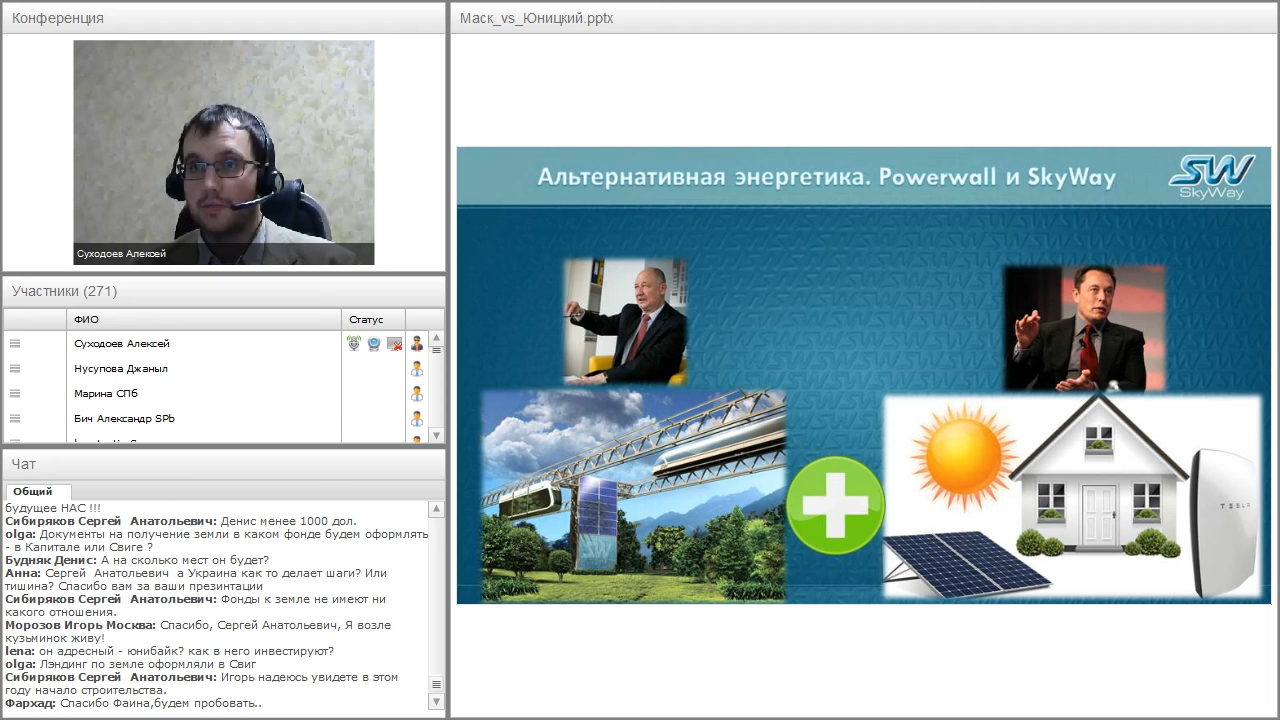 Конференция
Суходоев Алексей
Участники (271)
ФИО
Статус
Суходоев Алексей
Нусупова Джаныл
Марина СПб
Бич Александр SPb
Чат
Общий
будущее НАС !!!
Сибиряков Сергей Анатольевич: Денис менее 1000 дол.
olga: Документы на получение земли в каком фонде будем оформлять
- в Капитале или Свиге ?
Будняк Денис: А на сколько мест он будет?
Анна: Сергей Анатольевич а Украина как то делает шаги? Или
тишина? Спасибо вам за ваши презинтации
Сибиряков Сергей Анатольевич: Фонды к земле не имеют ни
какого отношения.
Морозов Игорь Москва: Спасибо, Сергей Анатольевич, Я возле
кузьминок живу!
lena: он адресный - юнибайк? как в него инвестируют?
olga: Лэндинг по земле оформляли в Свиг
Сибиряков Сергей Анатольевич: Игорь надеюсь увидете в этом
году начало строительства.
Фархад: Спасибо Фаина,будем пробовать..
Маск_vs_Юницкий.pptx
Альтернативная энергетика. Powerwall и SkyWay
SW
SkyWay
SW
TESLA